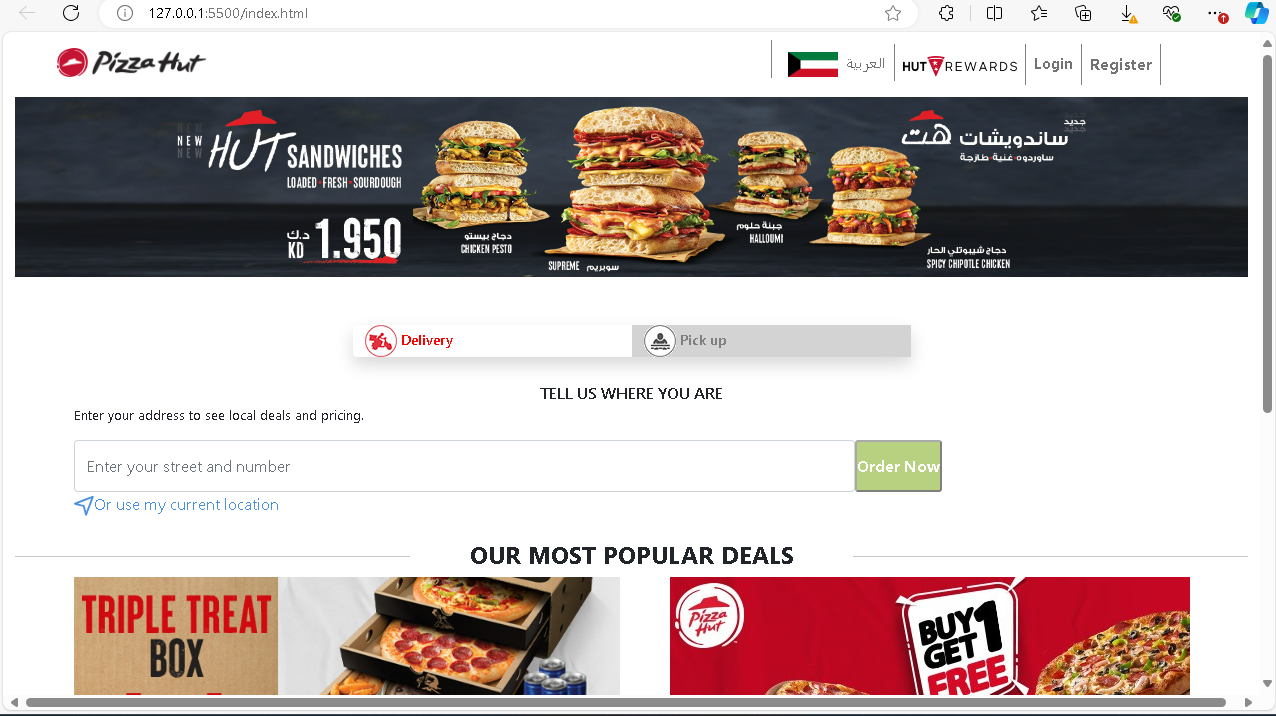 127.0.0.1:5500/index.html
Pizza Hut
العربية
HUT REWARDS
Login
Register
NEW
NEW
NEW
HUT SANDWICHES
LOADED·FRESH·SOURDOUGH
د.ك
KD 1.950
دجاج بيستو
CHICKEN PESTO
SUPREME سوبريم
جبنة حلوم
HALLOUMI
جديد
ساندويشات هت
ساوردوه·غنية·طازجة
دجاج شيبوتلي الحار
SPICY CHIPOTLE CHICKEN
Delivery
Pick up
TELL US WHERE YOU ARE
Enter your address to see local deals and pricing.
Enter your street and number
Order Now
Or use my current location
OUR MOST POPULAR DEALS
TRIPLE TREAT
BOX
Pizza
Hut
BUY 1
GET
FREE